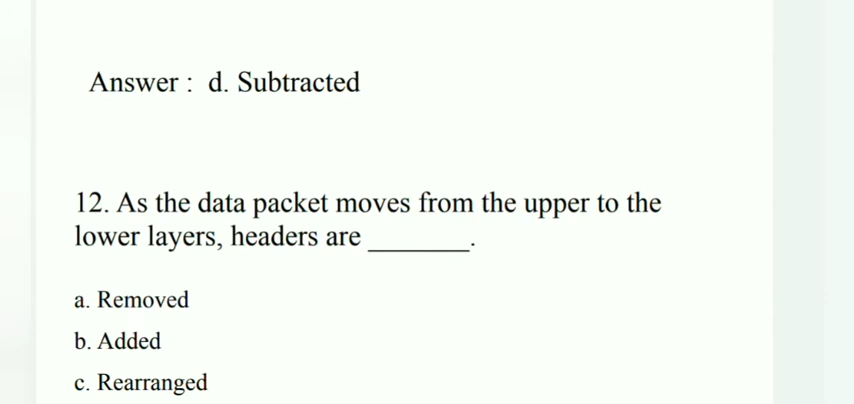 Answer : d. Subtracted
12. As the data packet moves from the upper to the
lower layers, headers are _______.
a. Removed
b. Added
c. Rearranged